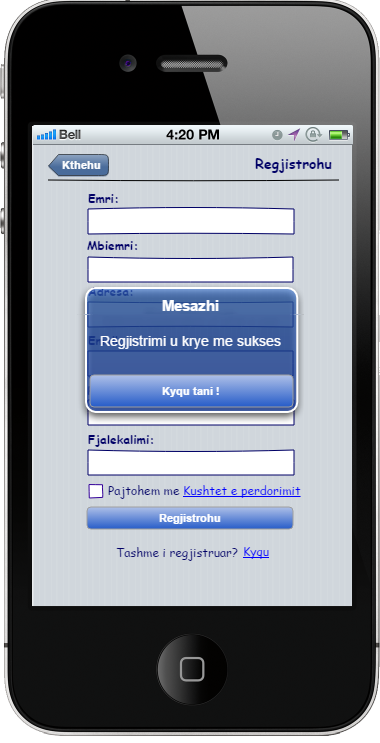 Bell 4:20 PM
Kthehu
Regjistrohu
Emri:
Mbiemri:
Adresa:
Mesazhi
Regjistrimi u krye me sukses
Kyqu tani !
Fjalekalimi:
Pajtohem me Kushtet e perdorimit
Regjistrohu
Tashme i regjistruar? Kyqu